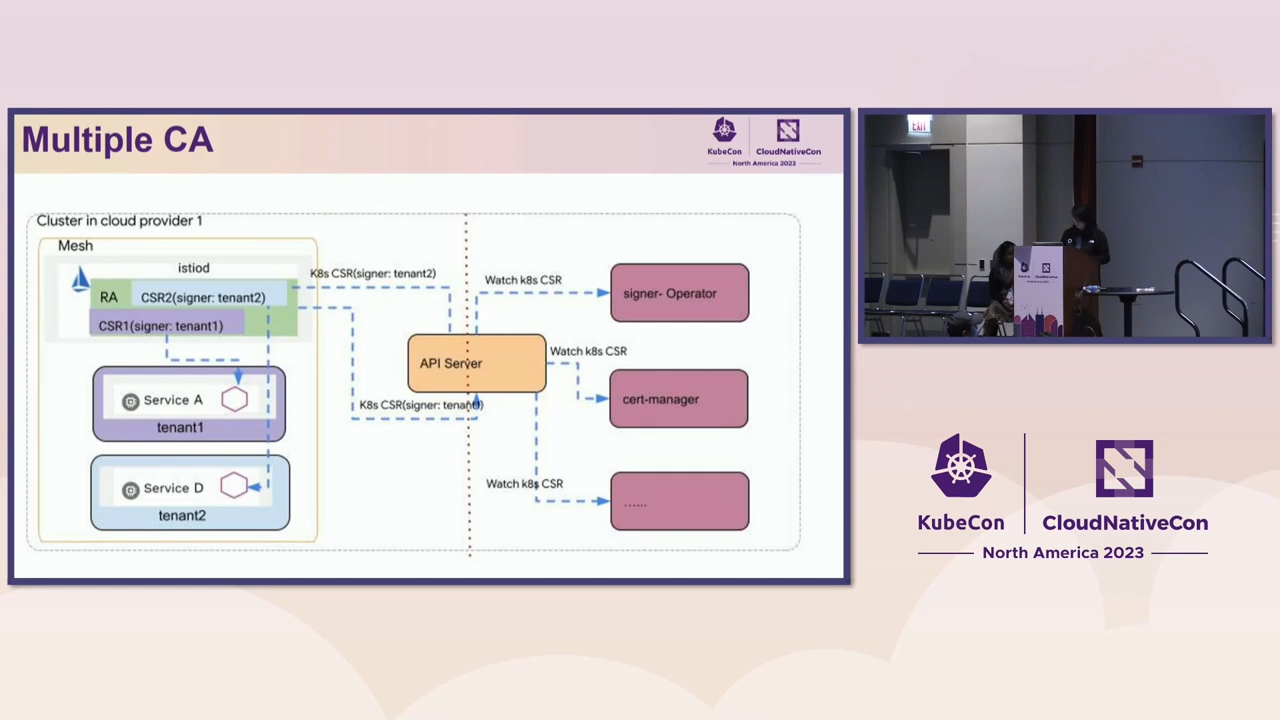 Multiple CA
KubeCon
CloudNativeCon
North America 2023
Cluster in cloud provider 1
Mesh
istiod
RA
CSR2(signer: tenant2)
CSR1(signer: tenant1)
Service A
tenant1
Service D
tenant2
K8s CSR(signer: tenant2)
K8s CSR(signer: tenant1)
API Server
Watch k8s CSR
Watch k8s CSR
Watch k8s CSR
signer- Operator
cert-manager
......
EXIT
KubeCon
CloudNativeCon
North America 2023